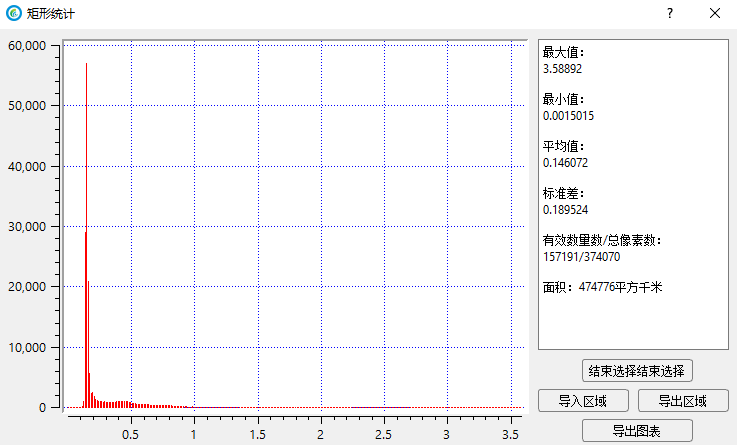 矩形统计
?
60,000
50,000
40,000
30,000
20,000
10,000
0
0.5
1
1.5
2
2.5
3
3.5
最大值：
3.58892
最小值：
0.0015015
平均值：
0.146072
标准差：
0.189524
有效数量数/总像素数：
157191/374070
面积：474776平方千米
结束选择结束选择
导入区域
导出区域
导出图表